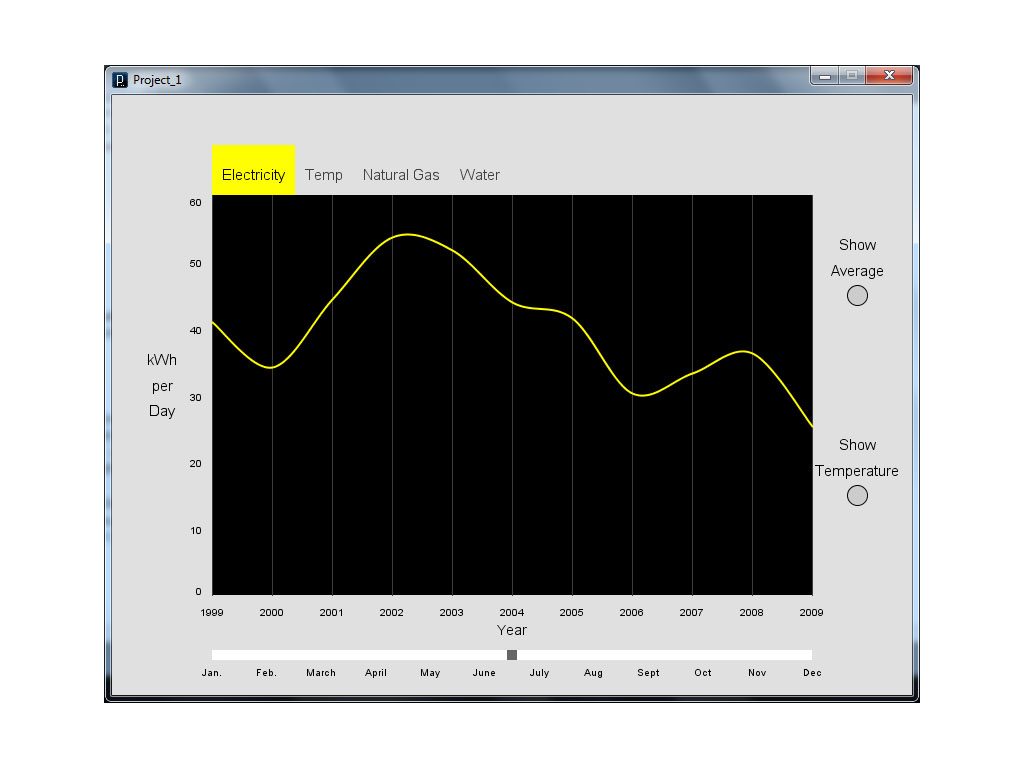 Project_1
Electricity Temp Natural Gas Water
60
50
40
30
20
10
0
kWh
per
Day
Show
Average
Show
Temperature
1999 2000 2001 2002 2003 2004 2005 2006 2007 2008 2009
Year
Jan. Feb. March April May June July Aug Sept Oct Nov Dec